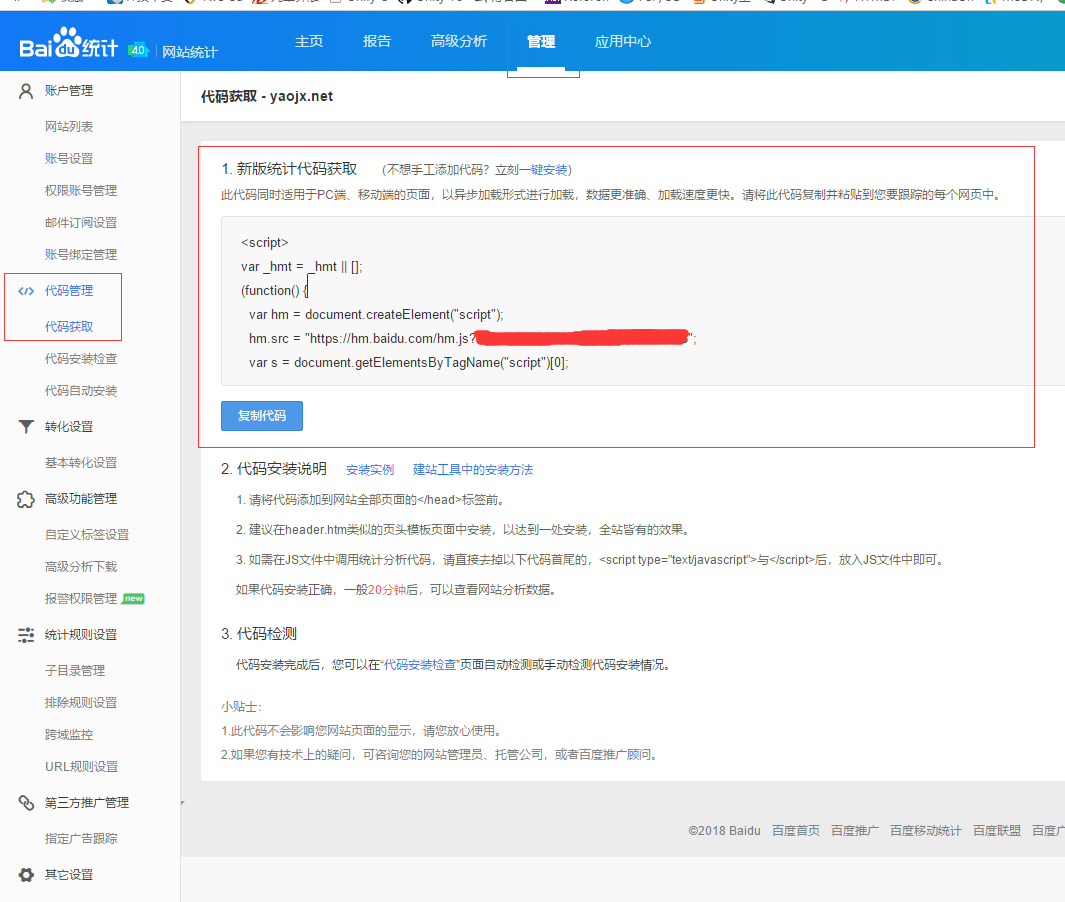 Baidu统计 4.0 | 网站统计
主页 报告 高级分析 管理 应用中心
账户管理
网站列表
账号设置
权限账号管理
邮件订阅设置
账号绑定管理
代码管理
代码获取
代码安装检查
代码自动安装
转化设置
基本转化设置
高级功能管理
自定义标签设置
高级分析下载
报警权限管理 new
统计规则设置
子目录管理
排除规则设置
跨域监控
URL规则设置
第三方推广管理
指定广告跟踪
其它设置
代码获取 - yaojx.net
1. 新版统计代码获取 （不想手工添加代码？立刻一键安装）
此代码同时适用于PC端、移动端的页面，以异步加载形式进行加载，数据更准确、加载速度更快。请将此代码复制并粘贴到您要跟踪的每个网页中。
<script>
var _hmt = _hmt || [];
(function() {
var hm = document.createElement("script");
hm.src = "https://hm.baidu.com/hm.js?";
var s = document.getElementsByTagName("script")[0];
复制代码
2. 代码安装说明 安装实例 建站工具中的安装方法
1. 请将代码添加到网站全部页面的</head>标签前。
2. 建议在header.htm类似的页头模板页面中安装，以达到一处安装，全站皆有的效果。
3. 如需在JS文件中调用统计分析代码，请直接去掉以下代码首尾的，<script type="text/javascript">与</script>后，放入JS文件中即可。
如果代码安装正确，一般20分钟后，可以查看网站分析数据。
3. 代码检测
代码安装完成后，您可以在“代码安装检查”页面自动检测或手动检测代码安装情况。
小贴士：
1.此代码不会影响您网站页面的显示，请您放心使用。
2.如果您有技术上的疑问，可咨询您的网站管理员、托管公司，或者百度推广顾问。
©2018 Baidu 百度首页 百度推广 百度移动统计 百度联盟 百度广